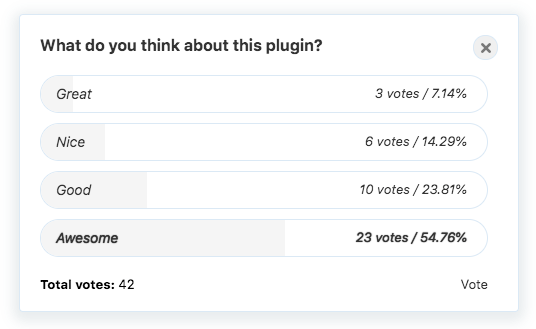 What do you think about this plugin?
Great 3 votes / 7.14%
Nice 6 votes / 14.29%
Good 10 votes / 23.81%
Awesome 23 votes / 54.76%
Total votes: 42 Vote